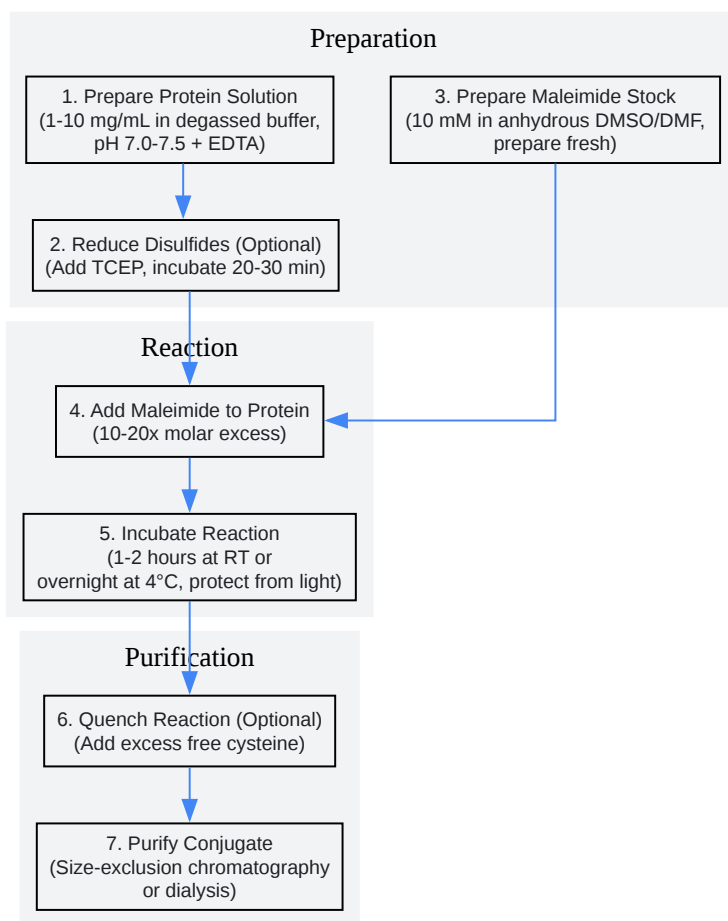 Preparation
1. Prepare Protein Solution
(1-10 mg/mL in degassed buffer,
pH 7.0-7.5 + EDTA)
3. Prepare Maleimide Stock
(10 mM in anhydrous DMSO/DMF,
prepare fresh)
2. Reduce Disulfides (Optional)
(Add TCEP, incubate 20-30 min)
Reaction
4. Add Maleimide to Protein
(10-20x molar excess)
5. Incubate Reaction
(1-2 hours at RT or
overnight at 4°C, protect from light)
Purification
6. Quench Reaction (Optional)
(Add excess free cysteine)
7. Purify Conjugate
(Size-exclusion chromatography
or dialysis)